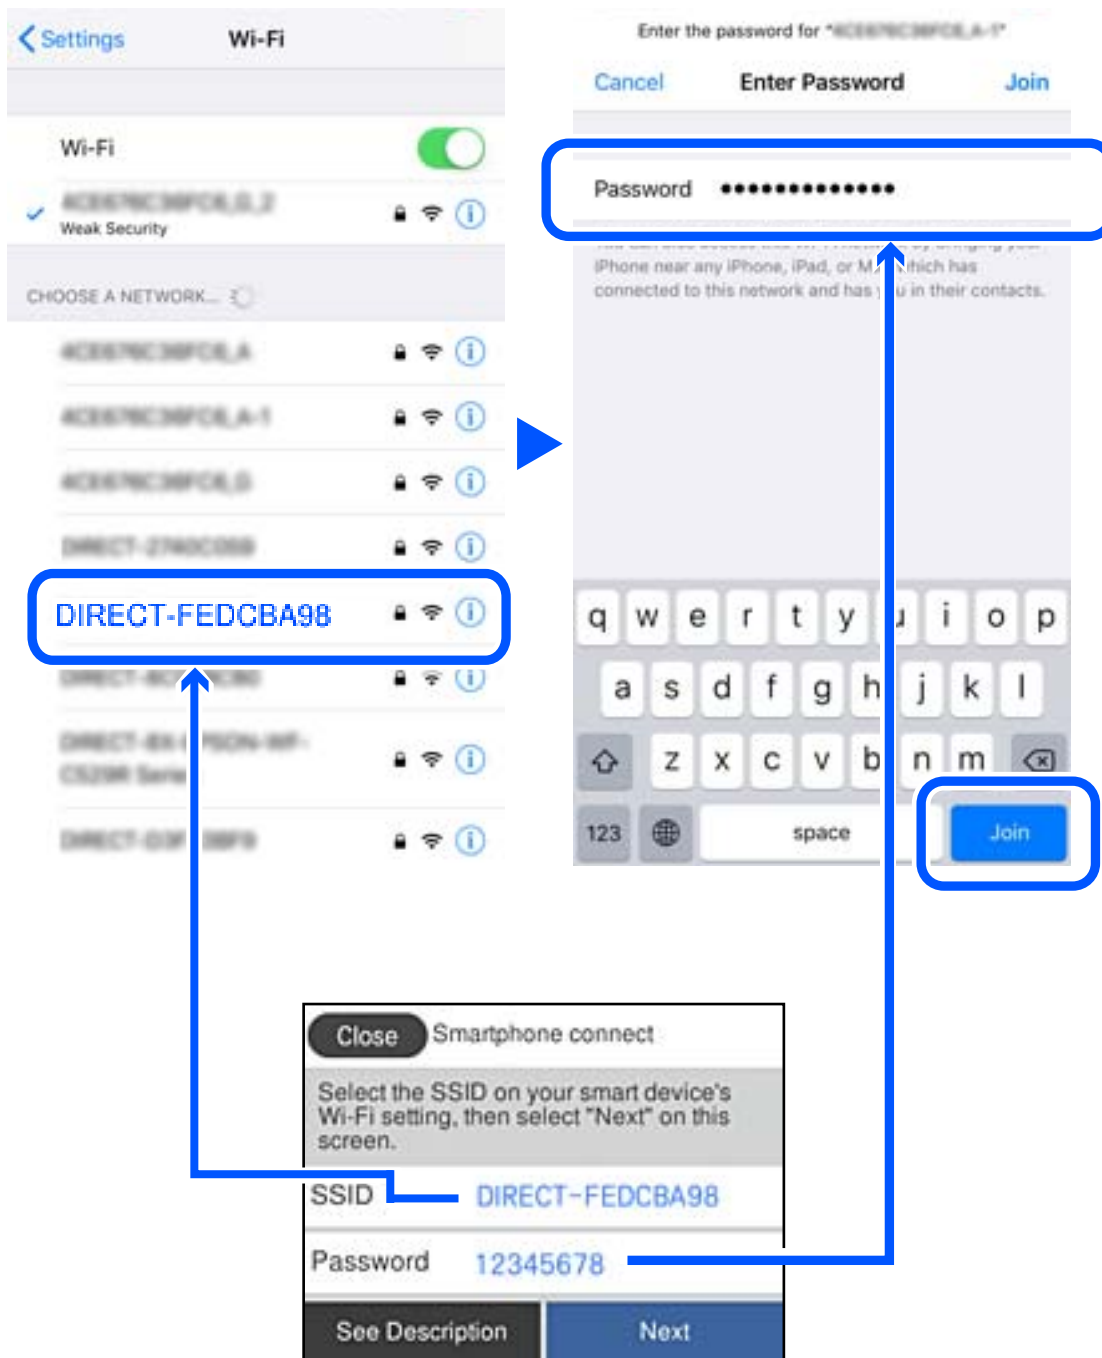 Settings
Wi-Fi
Wi-Fi
Weak Security
CHOOSE A NETWORK...
DIRECT-FEDCBA98
Enter the password for "
Cancel
Enter Password
Join
Password ●●●●●●●●●●●●●
iPhone near any iPhone, iPad, or
connected to this network and has you in their contacts.
q w e r t y u i o p
a s d f g h j k l
z x c v b n m
123 space Join
Close Smartphone connect
Select the SSID on your smart device's
Wi-Fi setting, then select "Next" on this
screen.
SSID DIRECT-FEDCBA98
Password 12345678
See Description Next